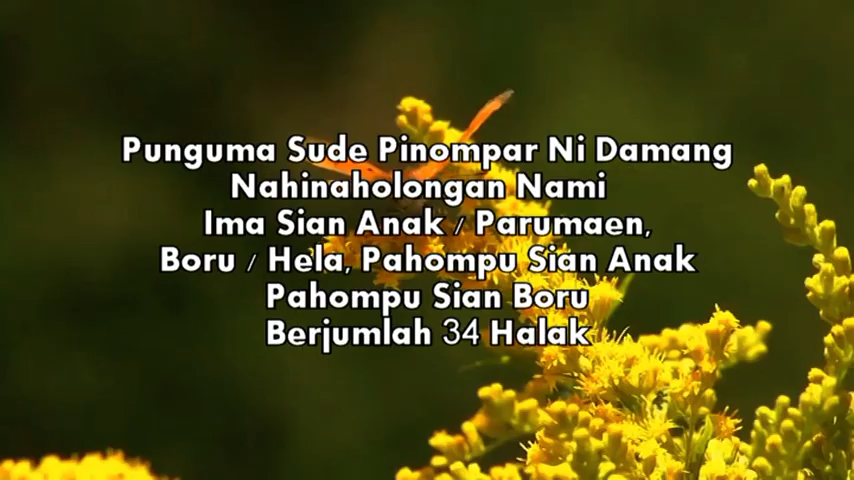 Punguma Sude Pinompar Ni Damang
Nahinaholongan Nami
Ima Sian Anak / Parumaen,
Boru / Hela, Pahompu Sian Anak
Pahompu Sian Boru
Berjumlah 34 Halak